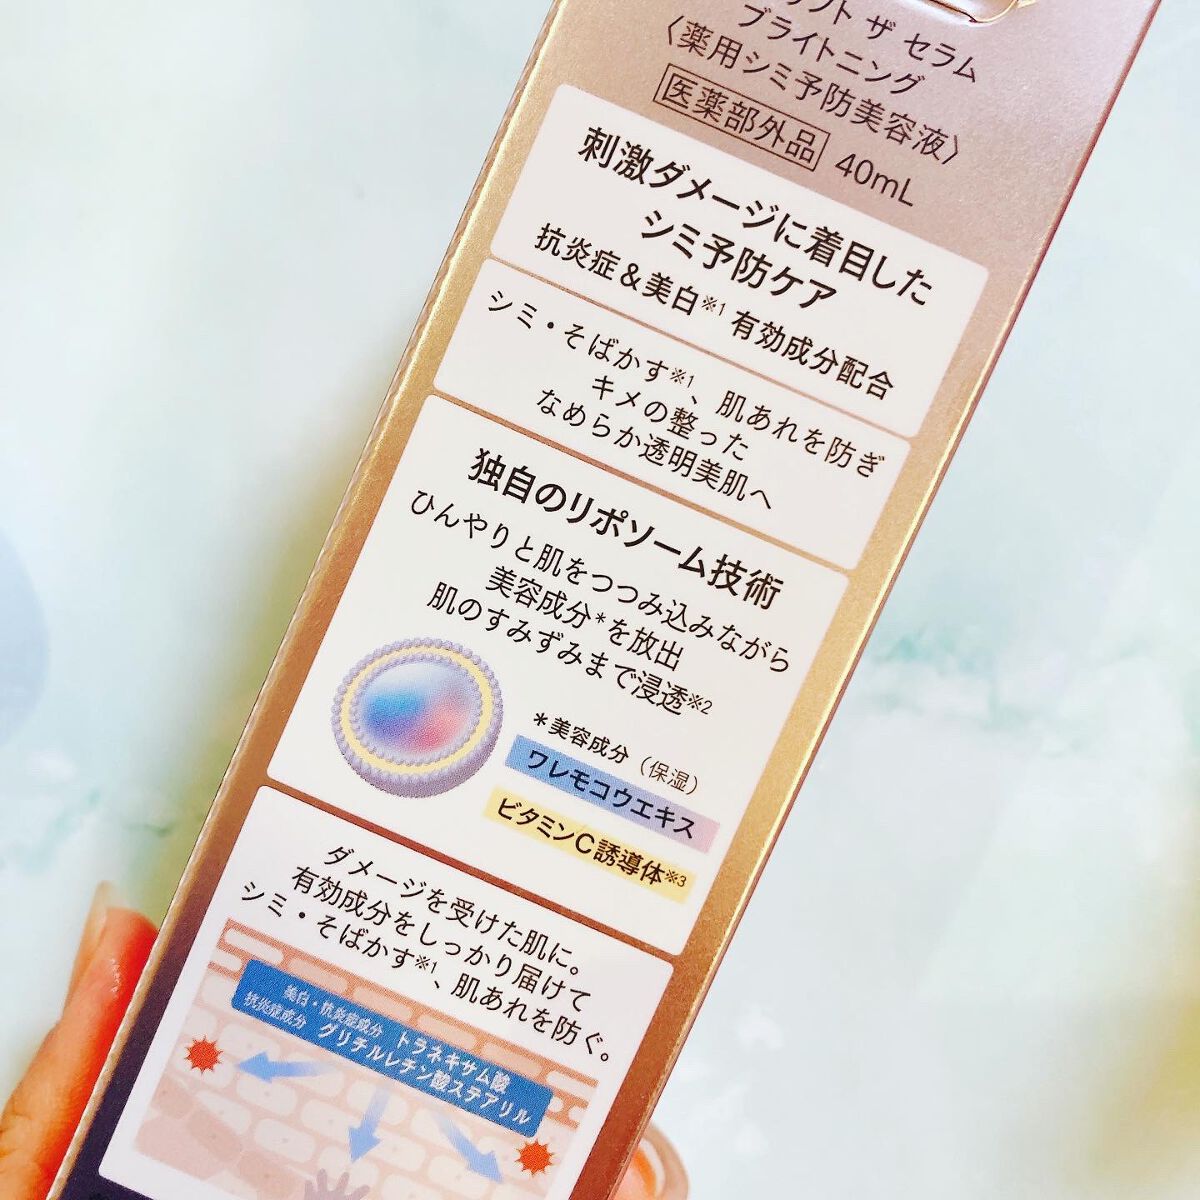 ザ セラム
ブライトニング
〈薬用シミ予防美容液〉
医薬部外品 40mL
刺激ダメージに着目した
シミ予防ケア
抗炎症＆美白※1 有効成分配合
シミ・そばかす※1、肌あれを防ぎ
キメの整った
なめらか透明美肌へ
独自のリポソーム技術
ひんやりと肌をつつみ込みながら
美容成分＊を放出
肌のすみずみまで浸透※2
＊美容成分（保湿）
ワレモコウエキス
ビタミンC誘導体※3
ダメージを受けた肌に。
有効成分をしっかり届けて
シミ・そばかす※1、肌あれを防ぐ。
美白・抗炎症成分 トラネキサム酸
抗炎症成分 グリチルレチン酸ステアリル